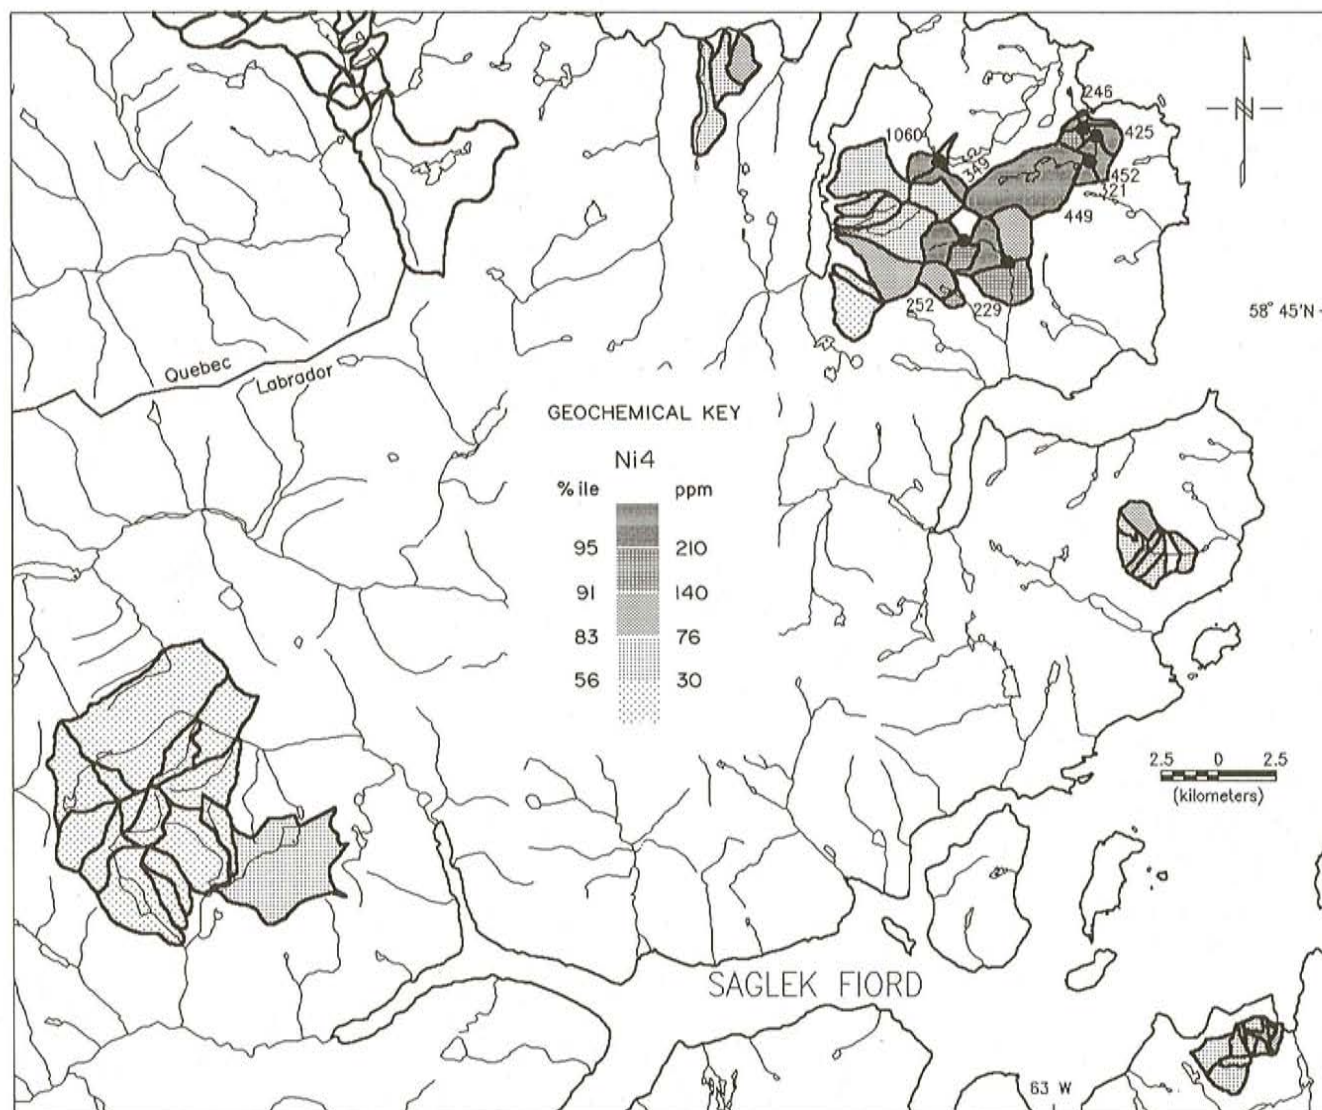 246
1060
425
349
452
321
449
252
229
58° 45'N
N
Quebec
Labrador
GEOCHEMICAL KEY
Ni4
% ile ppm
95 210
91 140
83 76
56 30
2.5 0 2.5
(kilometers)
SAGLEK FIORD
63 W